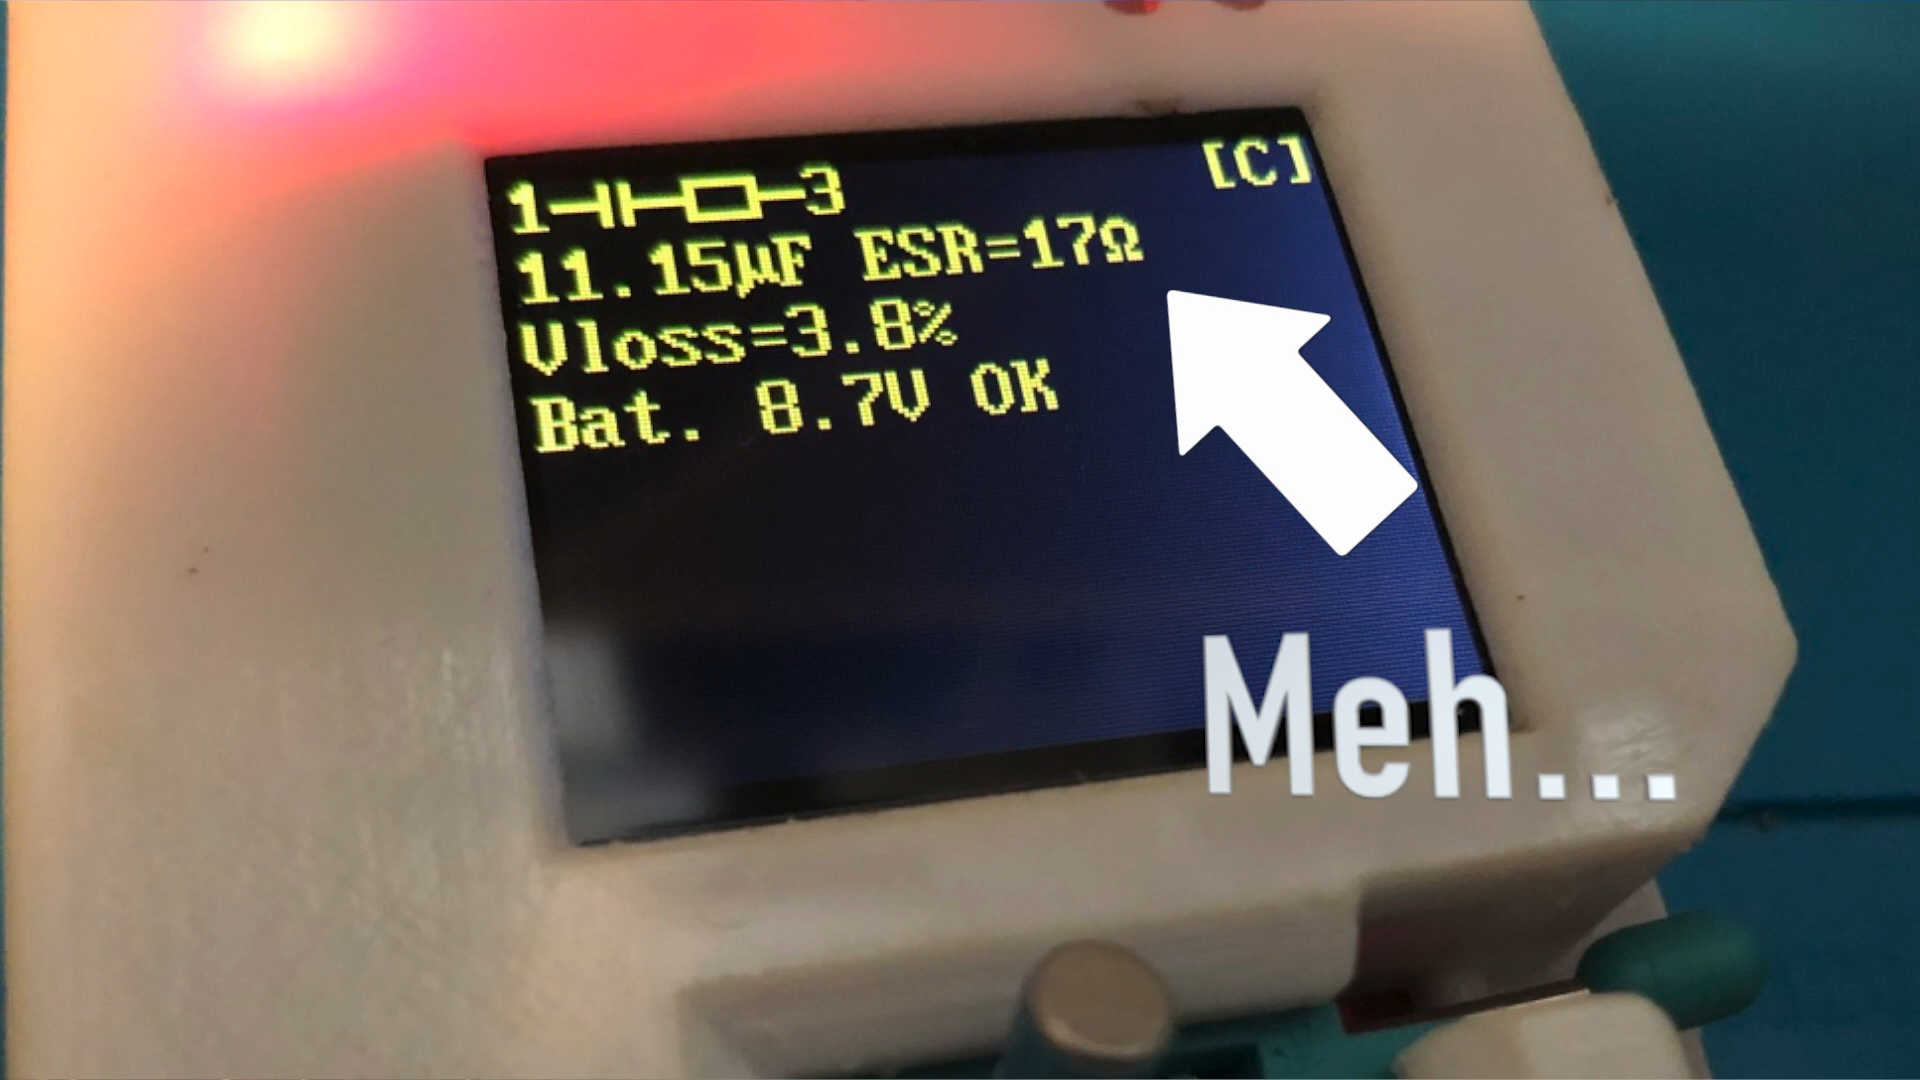 1 3 [C]
11.15µF ESR=17Ω
Vloss=3.8%
Bat. 8.7V OK
Meh...